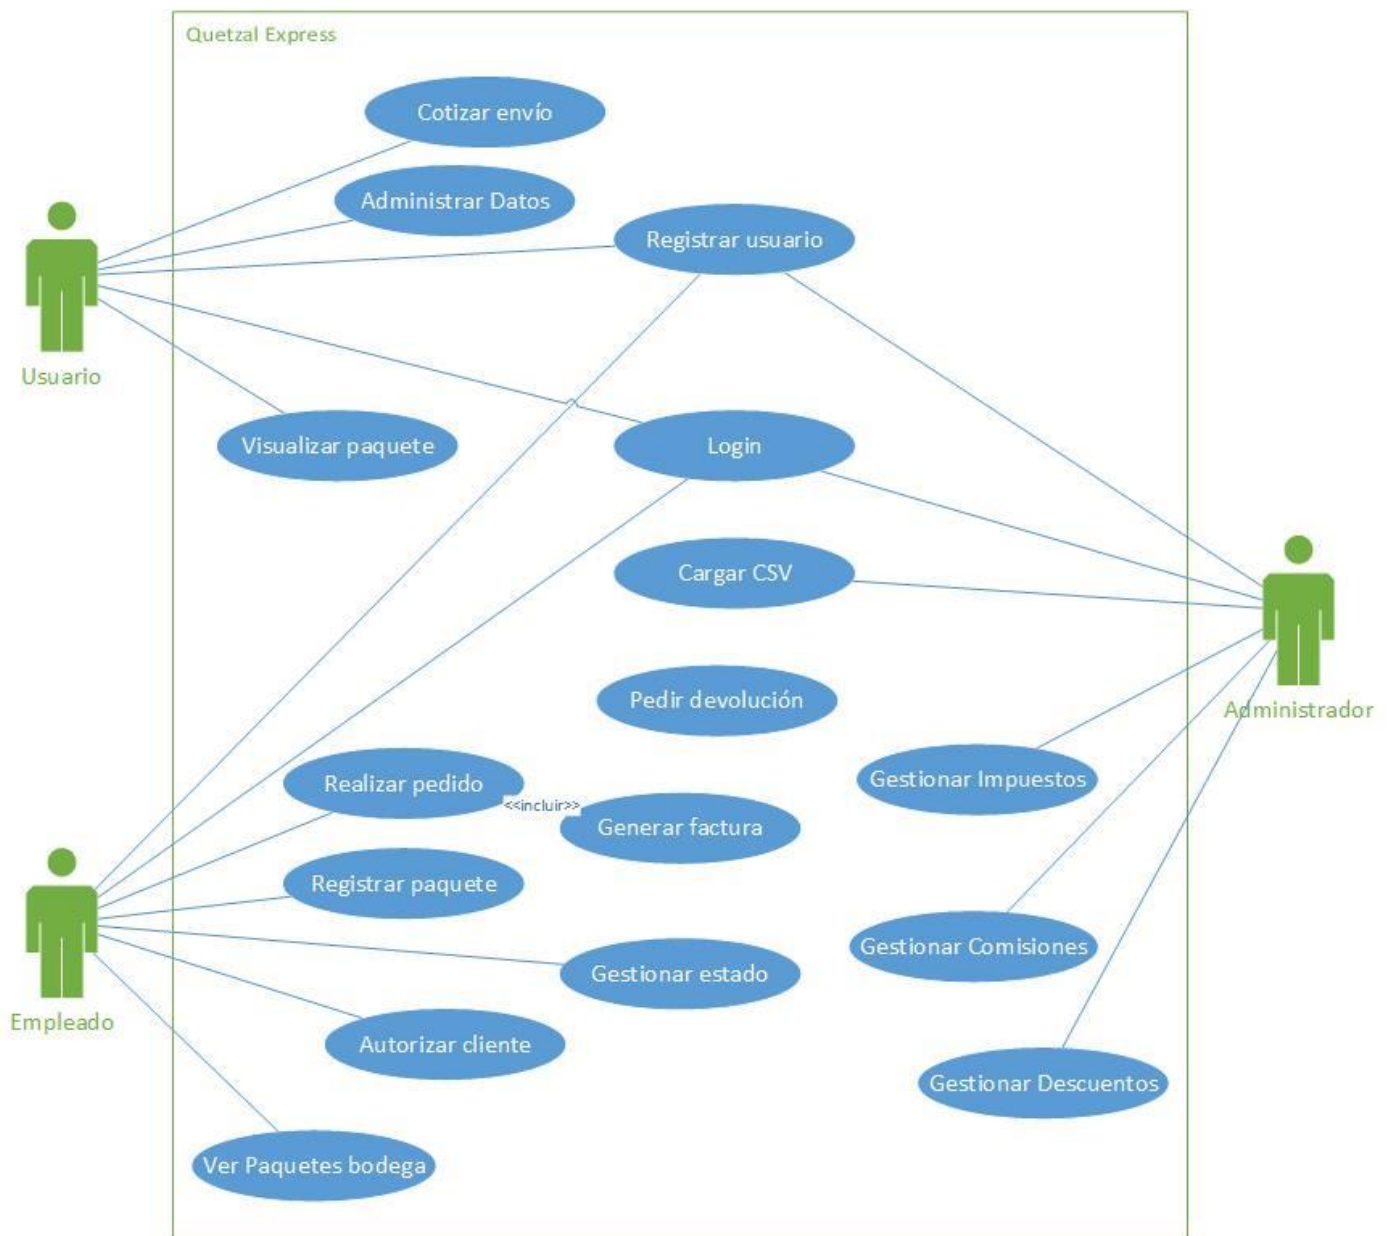 Quetzal Express
Cotizar envío
Administrar Datos
Registrar usuario
Usuario
Visualizar paquete
Login
Cargar CSV
Pedir devolución
Administrador
Realizar pedido
<<incluir>>
Gestionar Impuestos
Generar factura
Registrar paquete
Gestionar Comisiones
Gestionar estado
Empleado
Autorizar cliente
Gestionar Descuentos
Ver Paquetes bodega